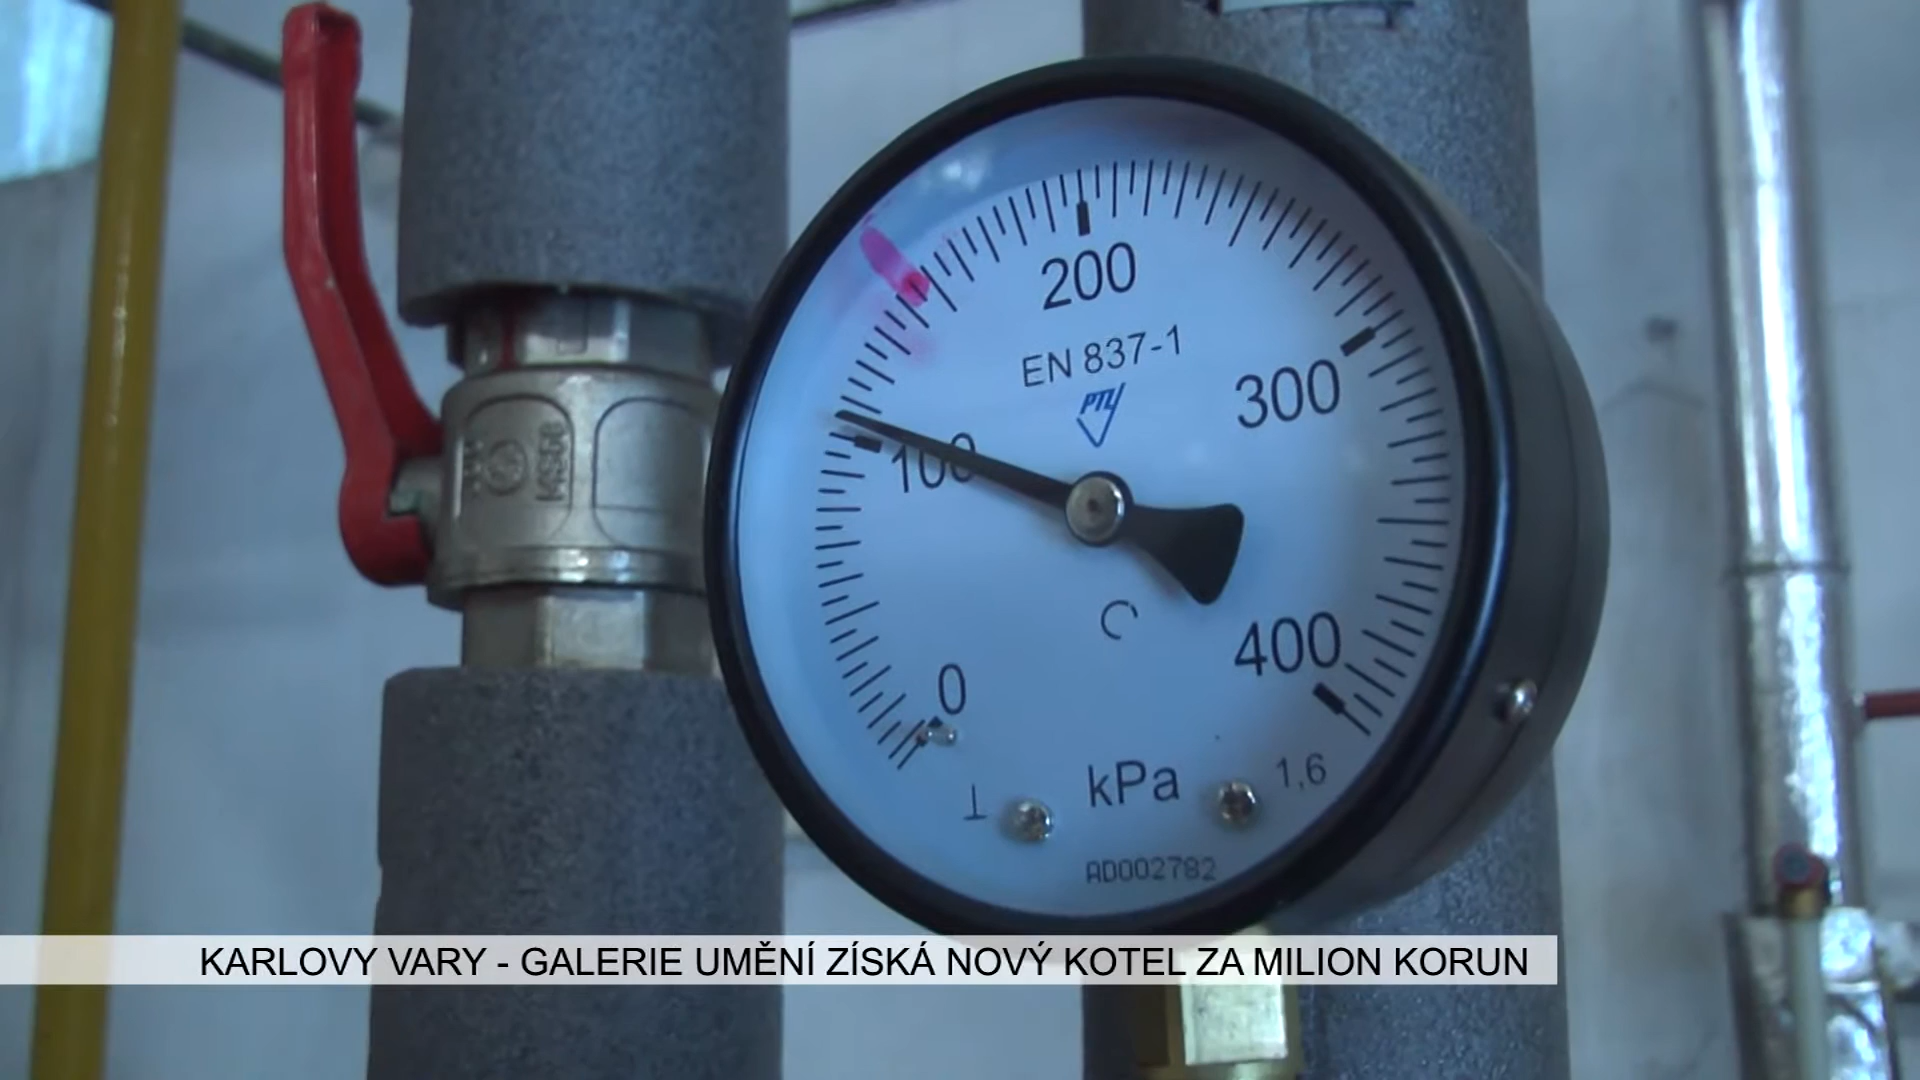 200
EN 837-1
300
100
400
0
kPa
1,6
AD002782
KARLOVY VARY - GALERIE UMĚNÍ ZÍSKÁ NOVÝ KOTEL ZA MILION KORUN